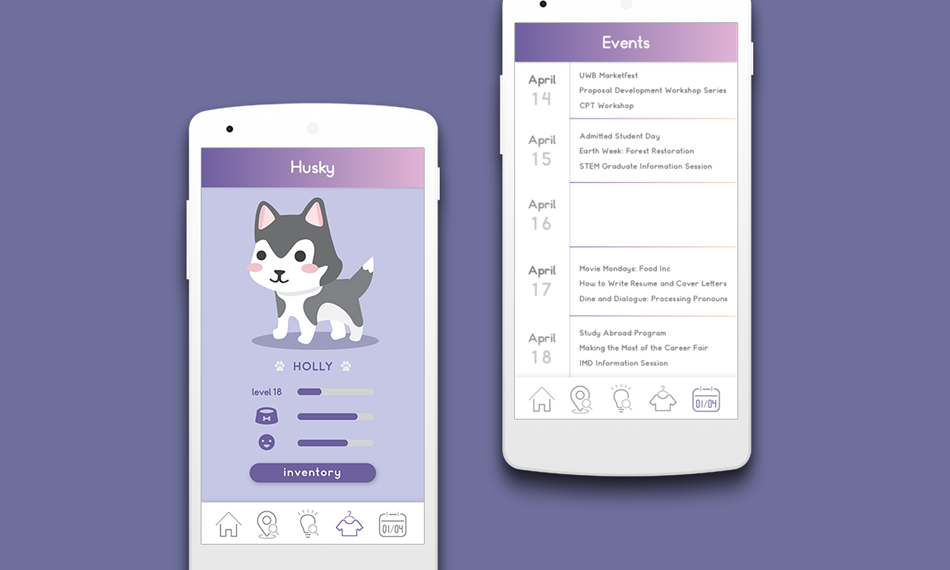 Husky
HOLLY
level 18
inventory
01/04
Events
April
14
UWB Marketfest
Proposal Development Workshop Series
CPT Workshop
April
15
Admitted Student Day
Earth Week: Forest Restoration
STEM Graduate Information Session
April
16
April
17
Movie Mondays: Food Inc
How to Write Resume and Cover Letters
Dine and Dialogue: Processing Pronouns
April
18
Study Abroad Program
Making the Most of the Career Fair
IMD Information Session
01/04